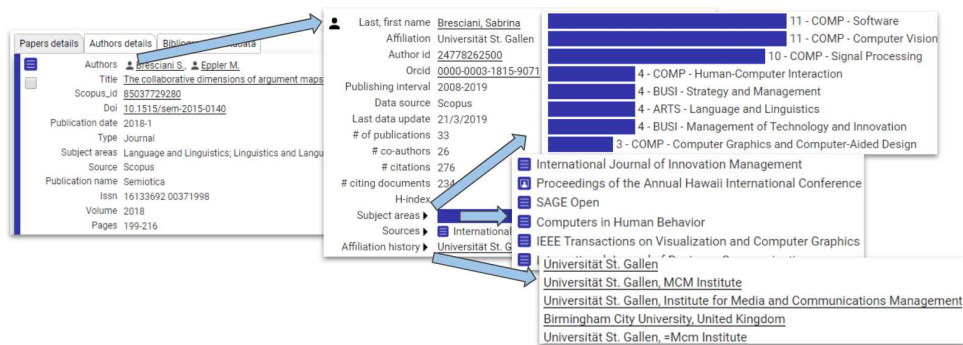 Papers details
Authors details
Authors Bresciani S., Eppler M.
Title The collaborative dimensions of argument maps
Scopus_id 85037729280
Doi 10.1515/sem-2015-0140
Publication date 2018-1
Type Journal
Subject areas Language and Linguistics; Linguistics and Langu
Source Scopus
Publication name Semiotica
Issn 16133692 00371998
Volume 2018
Pages 199-216
Last, first name Bresciani, Sabrina
Affiliation Universität St. Gallen
Author id 24778262500
Orcid 0000-0003-1815-9071
Publishing interval 2008-2019
Data source Scopus
Last data update 21/3/2019
# of publications 33
# co-authors 26
# citations 276
# citing documents 234
H-index
Subject areas
Sources International
Affiliation history Universität St. G
11 - COMP - Software
11 - COMP - Computer Vision
10 - COMP - Signal Processing
4 - COMP - Human-Computer Interaction
4 - BUSI - Strategy and Management
4 - ARTS - Language and Linguistics
4 - BUSI - Management of Technology and Innovation
3 - COMP - Computer Graphics and Computer-Aided Design
International Journal of Innovation Management
Proceedings of the Annual Hawaii International Conference
SAGE Open
Computers in Human Behavior
IEEE Transactions on Visualization and Computer Graphics
Universität St. Gallen
Universität St. Gallen, MCM Institute
Universität St. Gallen, Institute for Media and Communications Management
Birmingham City University, United Kingdom
Universität St. Gallen, =Mcm Institute